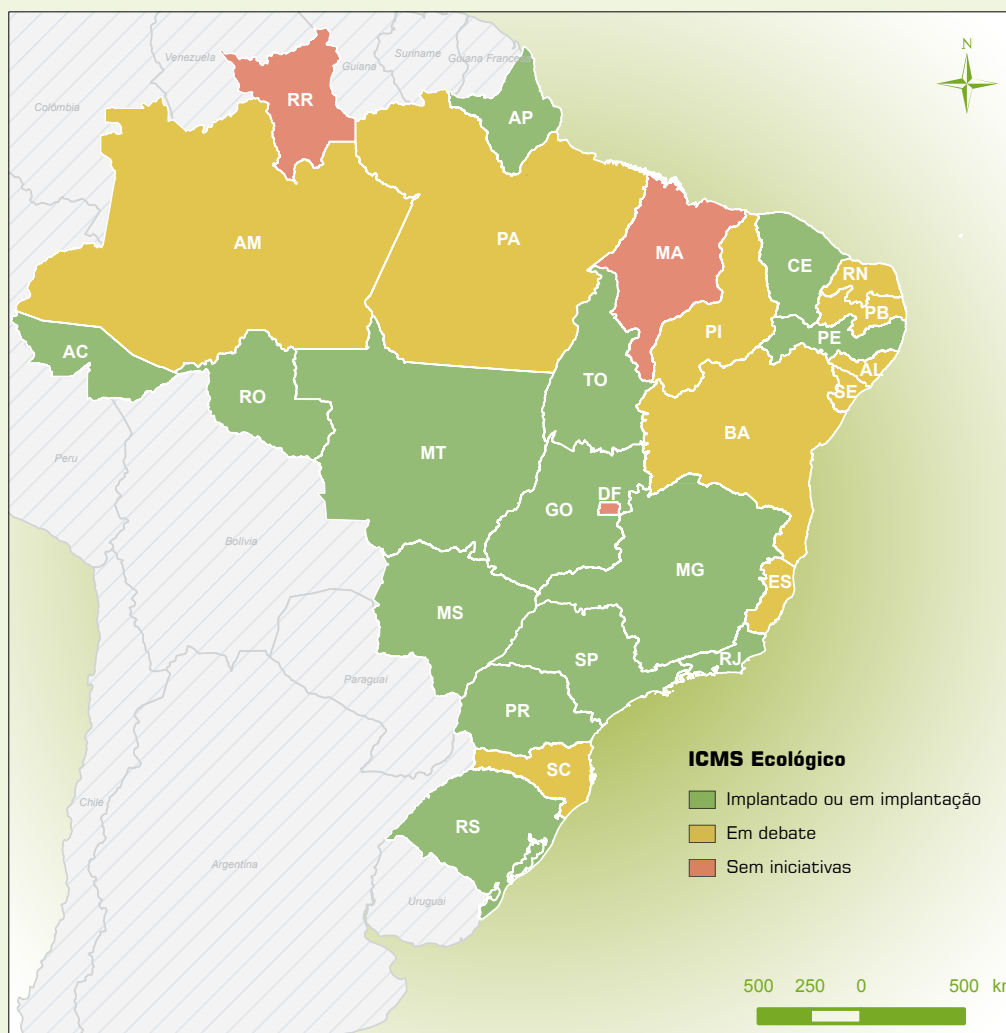 N
Venezuela
Suriname
Guiana
Guiana Francesa
Colômbia
RR
AP
AM
PA
MA
CE
RN
PB
PI
PE
AL
SE
AC
RO
TO
BA
MT
Peru
DF
GO
Bolívia
MG
ES
MS
SP
RJ
Paraguai
PR
SC
Chile
RS
Argentina
Uruguai
ICMS Ecológico
Implantado ou em implantação
Em debate
Sem iniciativas
500 250 0 500 km